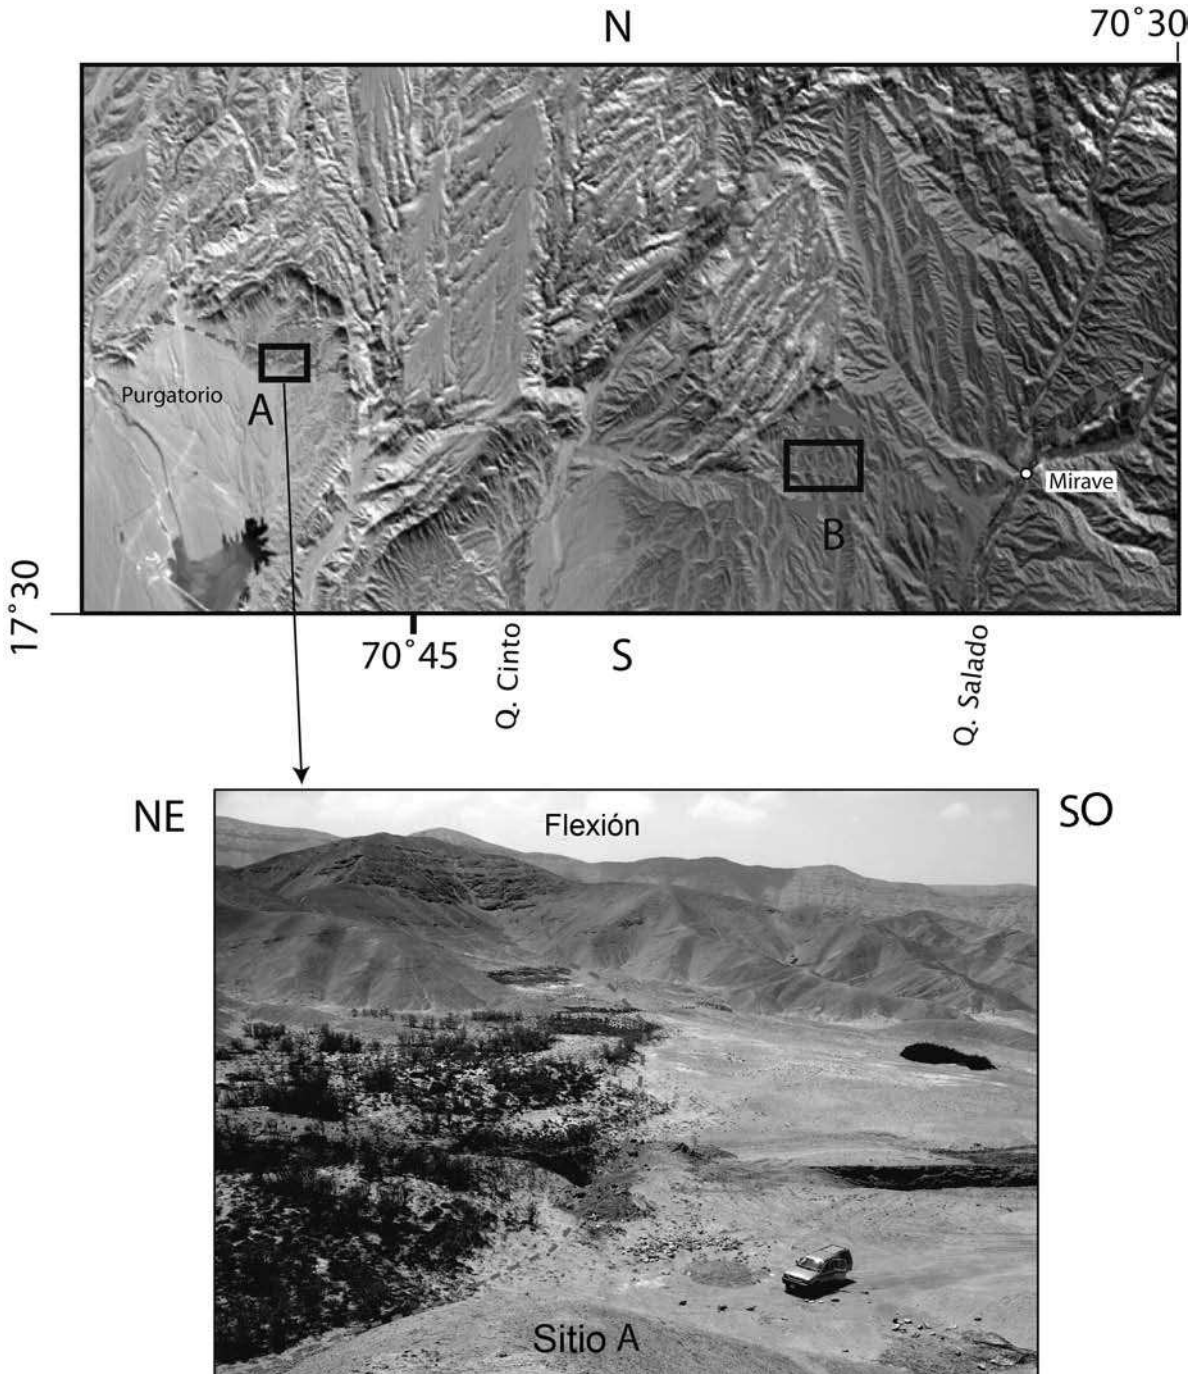 N
70°30
Purgatorio
A
Mirave
B
17°30
70°45
Q. Cinto
S
Q. Salado
NE
Flexión
SO
Sitio A